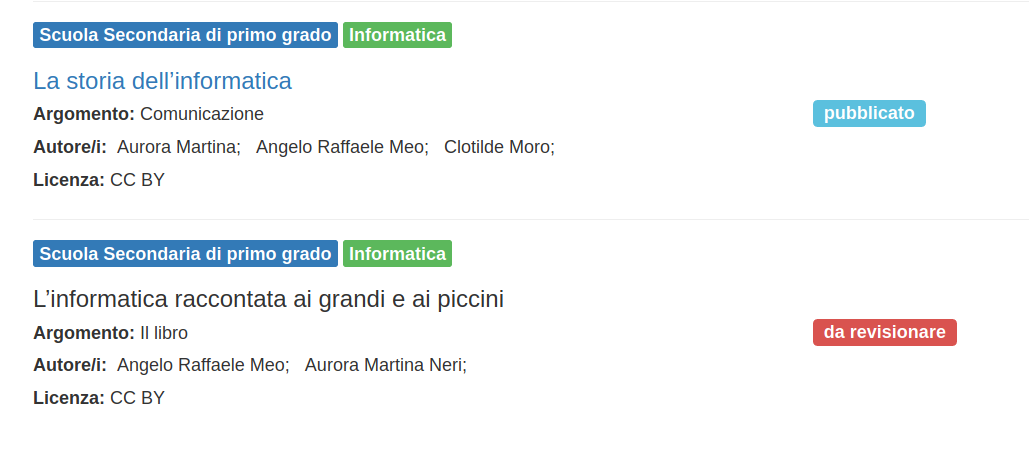 Scuola Secondaria di primo grado Informatica
La storia dell’informatica
Argomento: Comunicazione
pubblicato
Autore/i: Aurora Martina; Angelo Raffaele Meo; Clotilde Moro;
Licenza: CC BY
Scuola Secondaria di primo grado Informatica
L’informatica raccontata ai grandi e ai piccini
Argomento: Il libro
da revisionare
Autore/i: Angelo Raffaele Meo; Aurora Martina Neri;
Licenza: CC BY